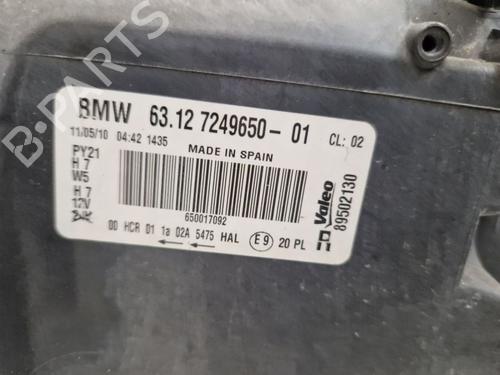 B-PARTS
BMW 63.12 7249650-01 CL: 02
11/05/10 04:42 1435
MADE IN SPAIN
PY21
H 7
W5
H 7
12V
650017092
Valeo
89502130
00 HCR 01 1a 02A 5475 HAL E9 20 PL